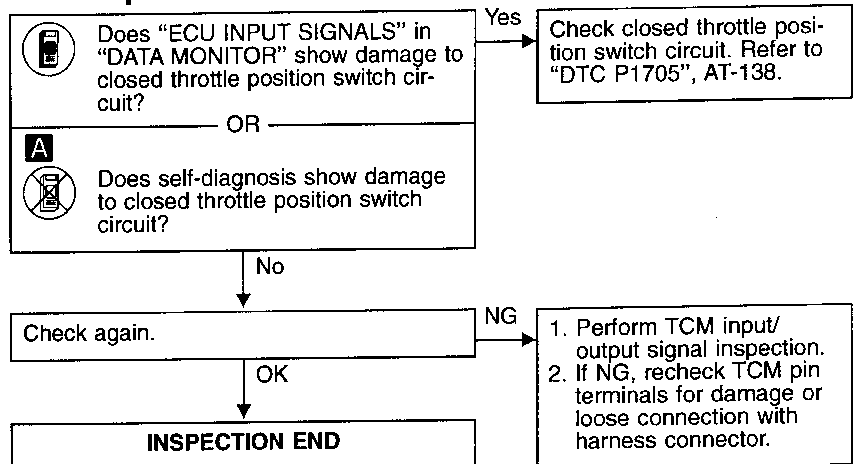 Does “ECU INPUT SIGNALS” in
“DATA MONITOR” show damage to
closed throttle position switch cir-
cuit?
Yes
Check closed throttle posi-
tion switch circuit. Refer to
“DTC P1705”, AT-138.
OR
A
Does self-diagnosis show damage
to closed throttle position switch
circuit?
No
Check again.
NG
1. Perform TCM input/
output signal inspection.
2. If NG, recheck TCM pin
terminals for damage or
loose connection with
harness connector.
OK
INSPECTION END